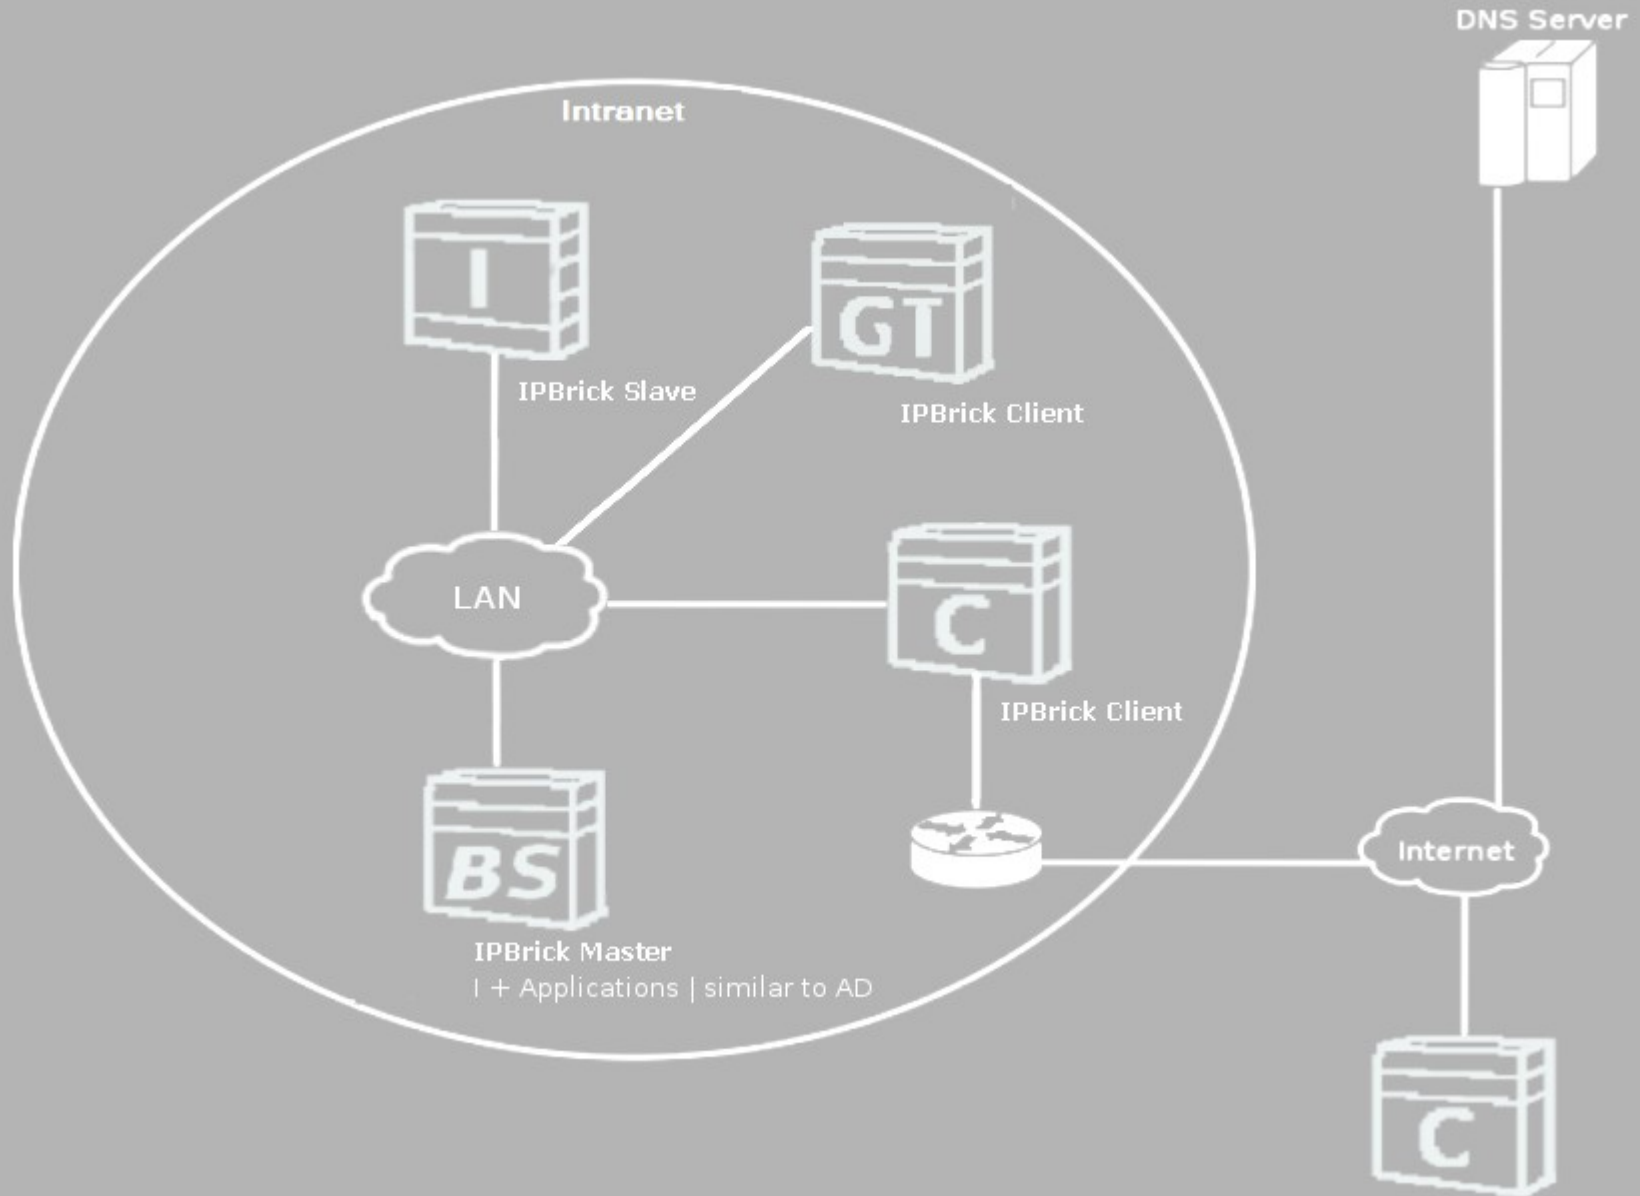 DNS Server
Intranet
I
GT
IPBrick Slave
IPBrick Client
LAN
C
IPBrick Client
BS
Internet
IPBrick Master
I + Applications | similar to AD
C